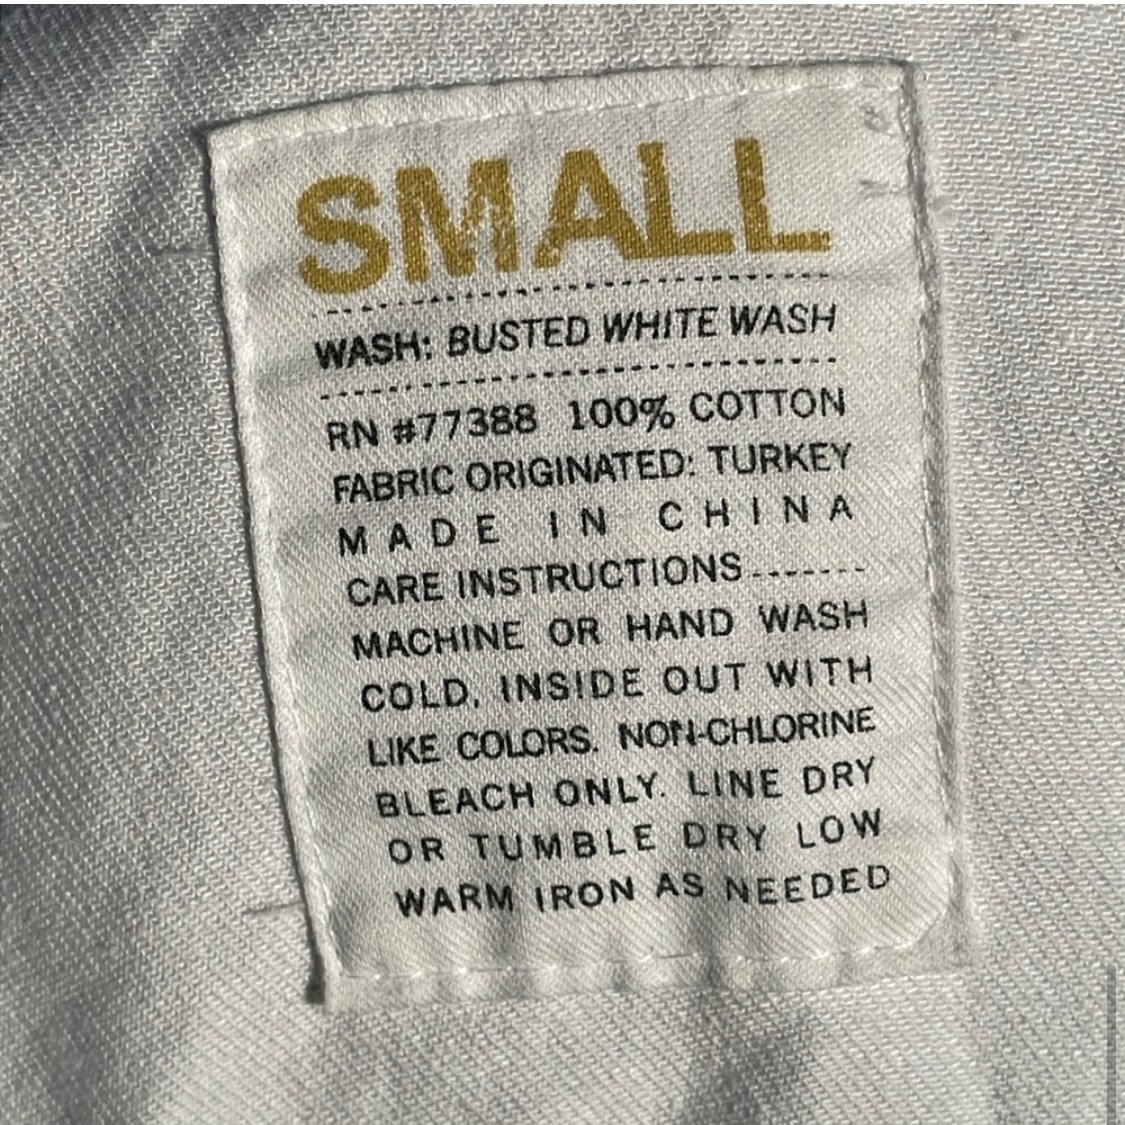 SMALL
WASH: BUSTED WHITE WASH
RN #77388 100% COTTON
FABRIC ORIGINATED: TURKEY
MADE IN CHINA
CARE INSTRUCTIONS--------
MACHINE OR HAND WASH
COLD, INSIDE OUT WITH
LIKE COLORS. NON-CHLORINE
BLEACH ONLY. LINE DRY
OR TUMBLE DRY LOW
WARM IRON AS NEEDED